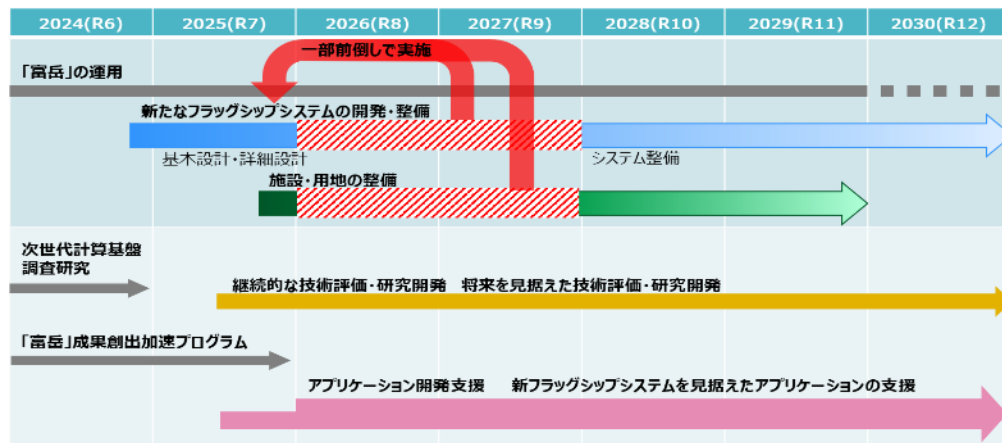 2024(R6) 2025(R7) 2026(R8) 2027(R9) 2028(R10) 2029(R11) 2030(R12)
一部前倒しで実施
「富岳」の運用
新たなフラッグシップシステムの開発・整備
基本設計・詳細設計 システム整備
施設・用地の整備
次世代計算基盤
調査研究
継続的な技術評価・研究開発 将来を見据えた技術評価・研究開発
「富岳」成果創出加速プログラム
アプリケーション開発支援 新フラッグシップシステムを見据えたアプリケーションの支援